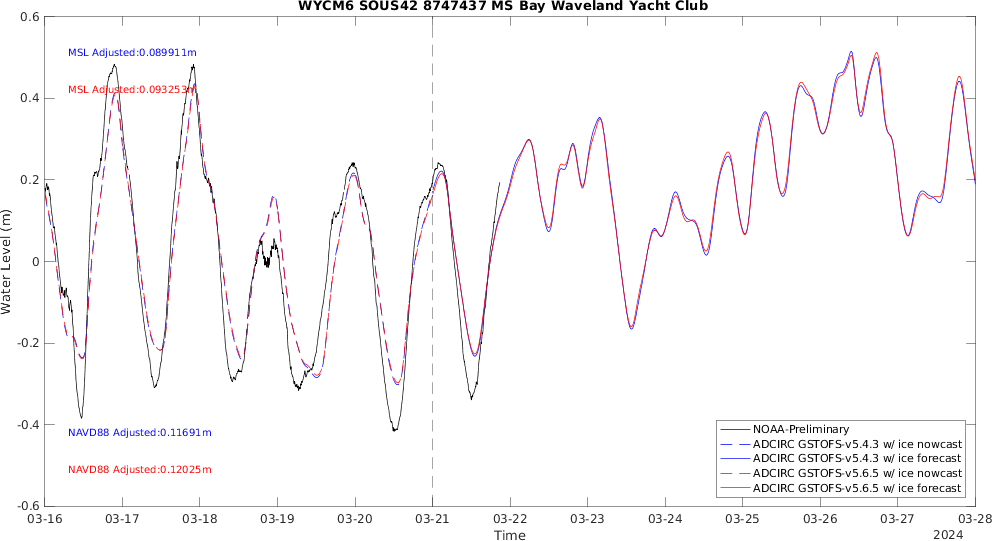 WYCM6 SOUS42 8747437 MS Bay Waveland Yacht Club
0.6
MSL Adjusted:0.089911m
MSL Adjusted:0.093253m
0.4
0.2
0
-0.2
-0.4
-0.6
Water Level (m)
NAVD88 Adjusted:0.11691m
NAVD88 Adjusted:0.12025m
NOAA-Preliminary
ADCIRC GSTOFS-v5.4.3 w/ ice nowcast
ADCIRC GSTOFS-v5.4.3 w/ ice forecast
ADCIRC GSTOFS-v5.6.5 w/ ice nowcast
ADCIRC GSTOFS-v5.6.5 w/ ice forecast
03-16 03-17 03-18 03-19 03-20 03-21 03-22 03-23 03-24 03-25 03-26 03-27 03-28
Time
2024